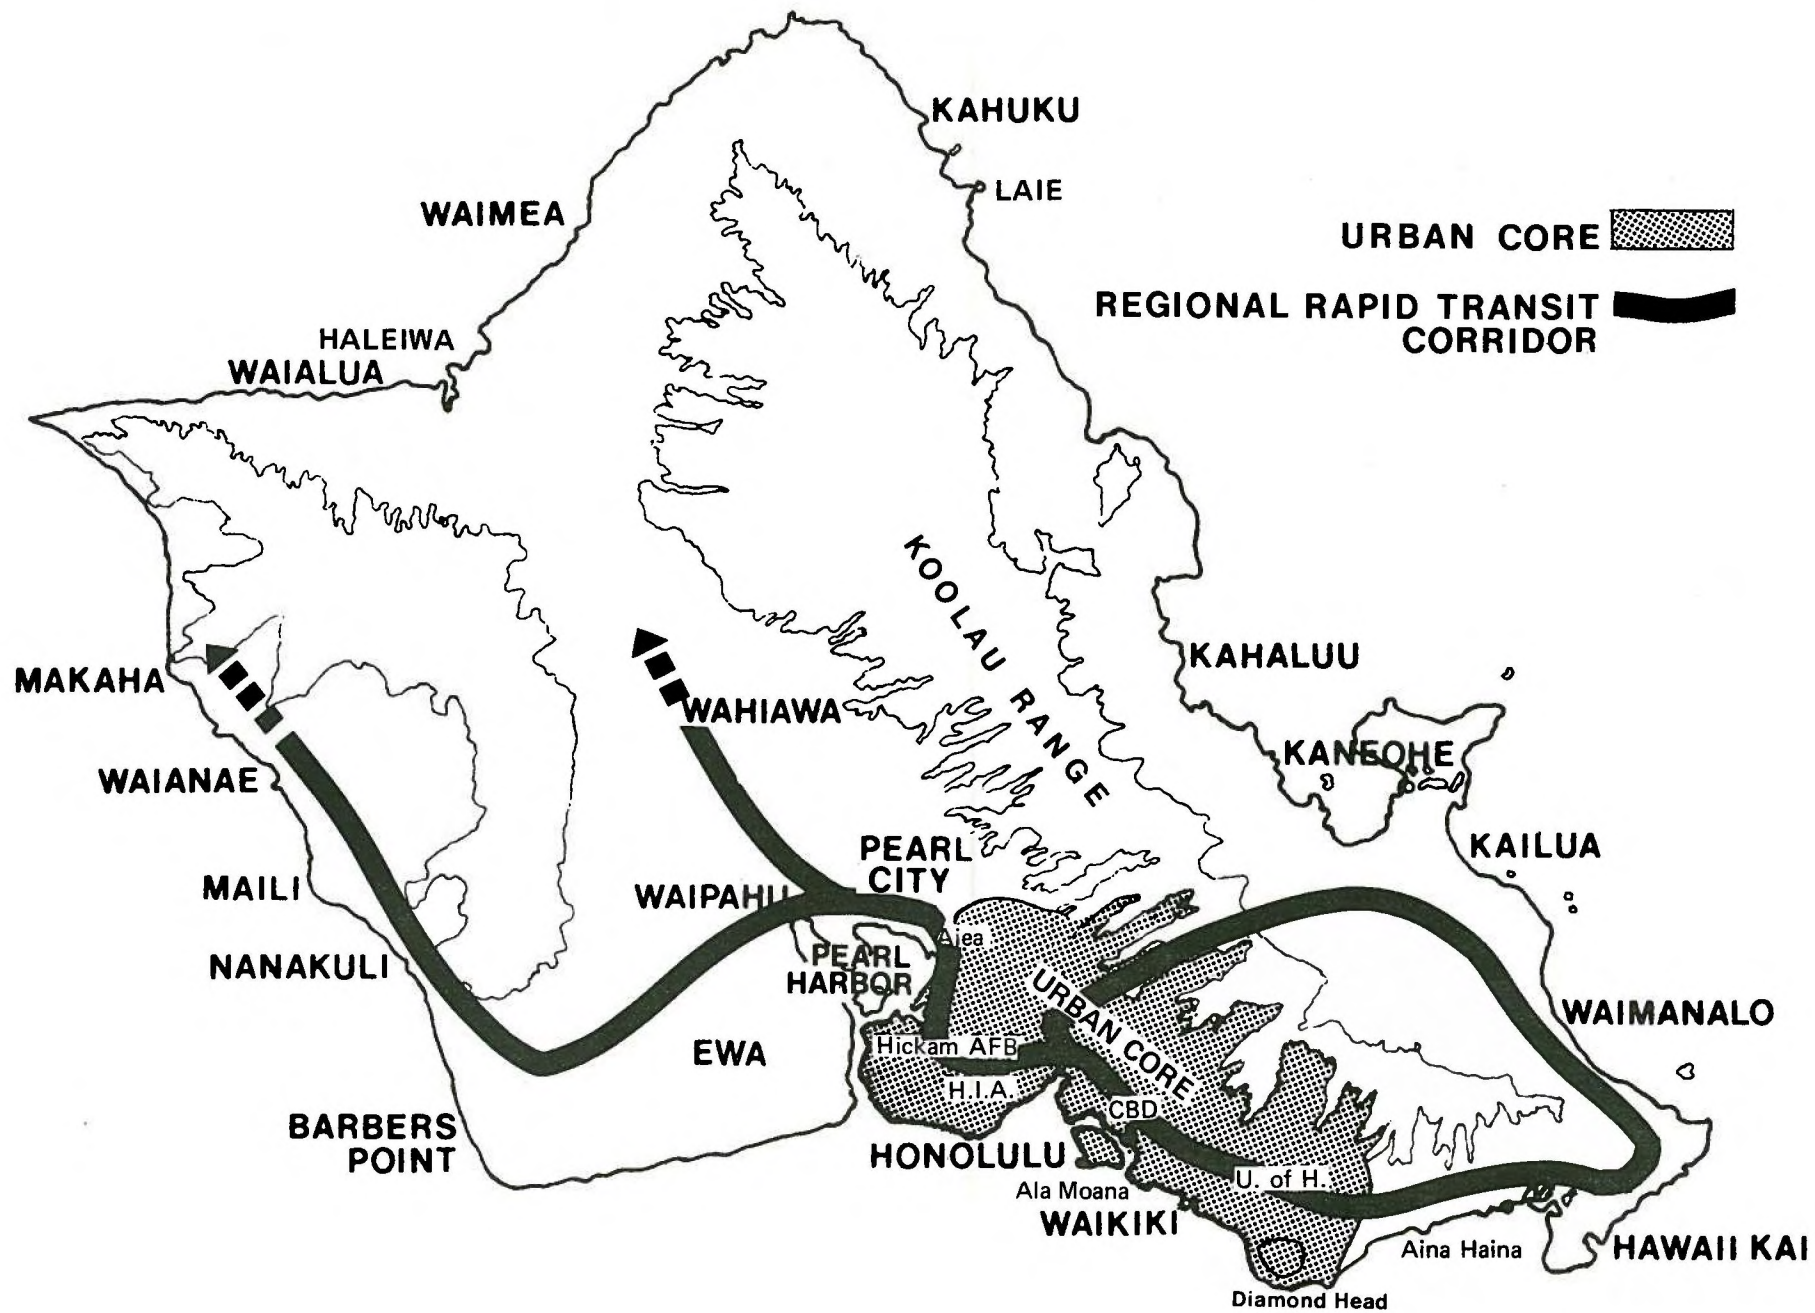 KAHUKU
LAIE
WAIMEA
URBAN CORE
REGIONAL RAPID TRANSIT
CORRIDOR
HALEIWA
WAIALUA
KOOLAU RANGE
KAHALUU
MAKAHA
WAHIAWA
KANEOHE
WAIANAE
KAILUA
PEARL
CITY
MAILI
WAIPAHU
Aiea
PEARL
HARBOR
NANAKULI
URBAN CORE
WAIMANALO
EWA
Hickam AFB
H.I.A.
CBD
BARBERS
POINT
HONOLULU
U. of H.
Ala Moana
WAIKIKI
Aina Haina
HAWAII KAI
Diamond Head